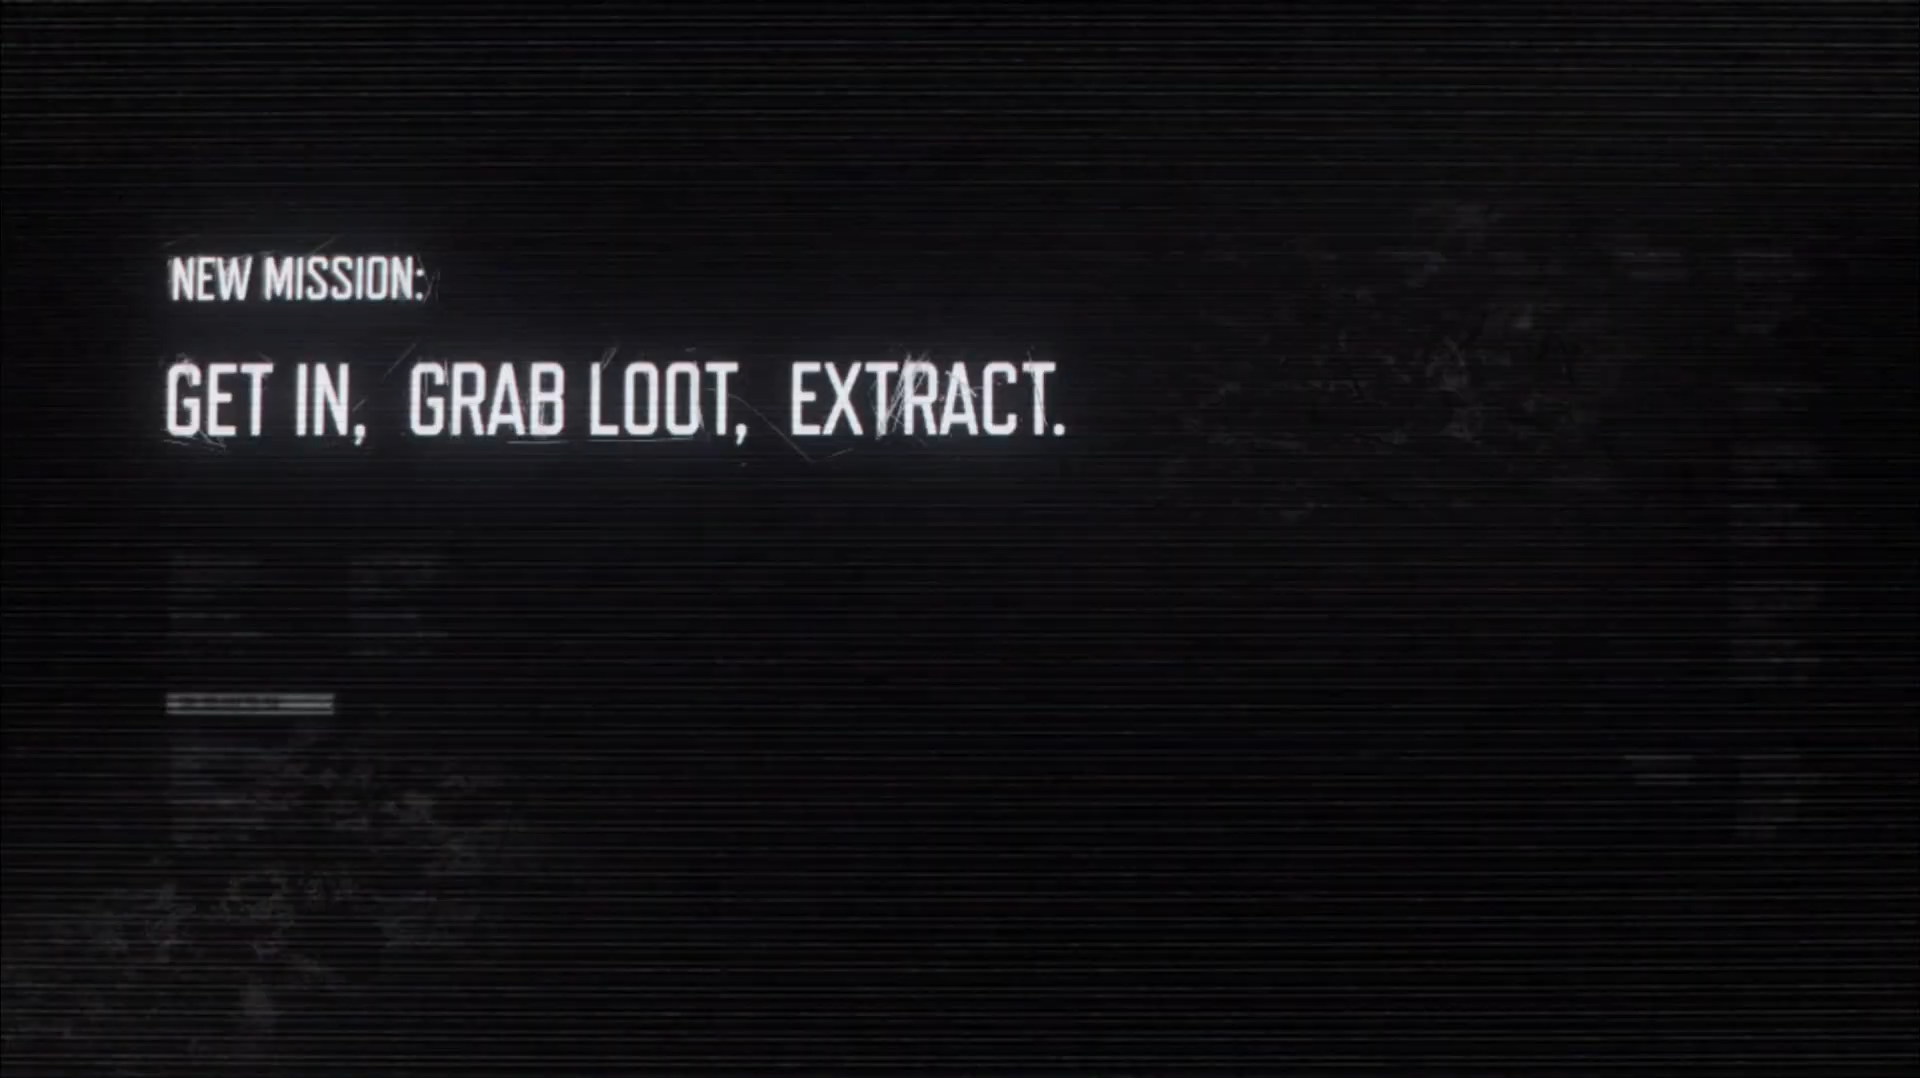 NEW MISSION:
GET IN, GRAB LOOT, EXTRACT.